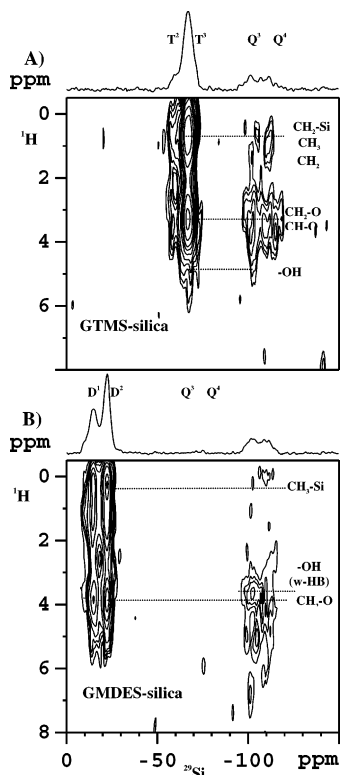 A)
T² T³ Q³ Q⁴
ppm
0
¹H
CH₂-Si
CH₃
CH₂
2
CH₂-O
CH-O
4
-OH
6
GTMS-silica
B)
D¹ D² Q³ Q⁴
ppm
0
CH₃-Si
¹H
2
-OH
(w-HB)
4
CH₂-O
6
GMDES-silica
8
0 -50 -100 ppm
²⁹Si